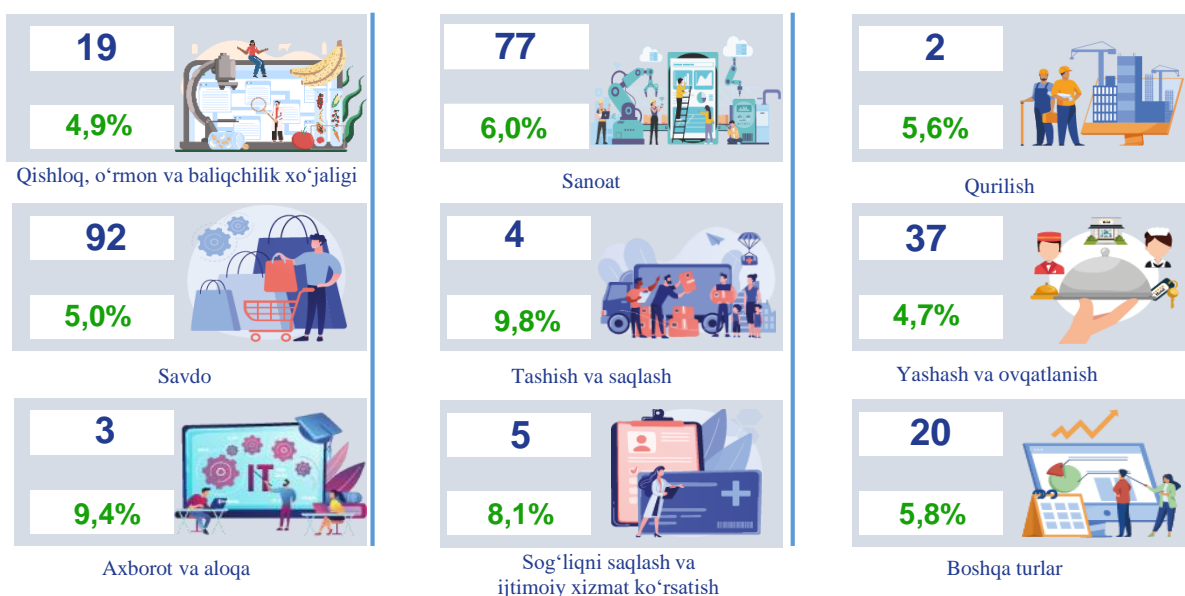 19
4,9%
Qishloq, o‘rmon va baliqchilik xo‘jaligi
77
6,0%
Sanoat
2
5,6%
Qurilish
92
5,0%
Savdo
4
9,8%
Tashish va saqlash
37
4,7%
Yashash va ovqatlanish
3
9,4%
IT
Axborot va aloqa
5
8,1%
Sog‘liqni saqlash va
ijtimoiy xizmat ko‘rsatish
20
5,8%
Boshqa turlar